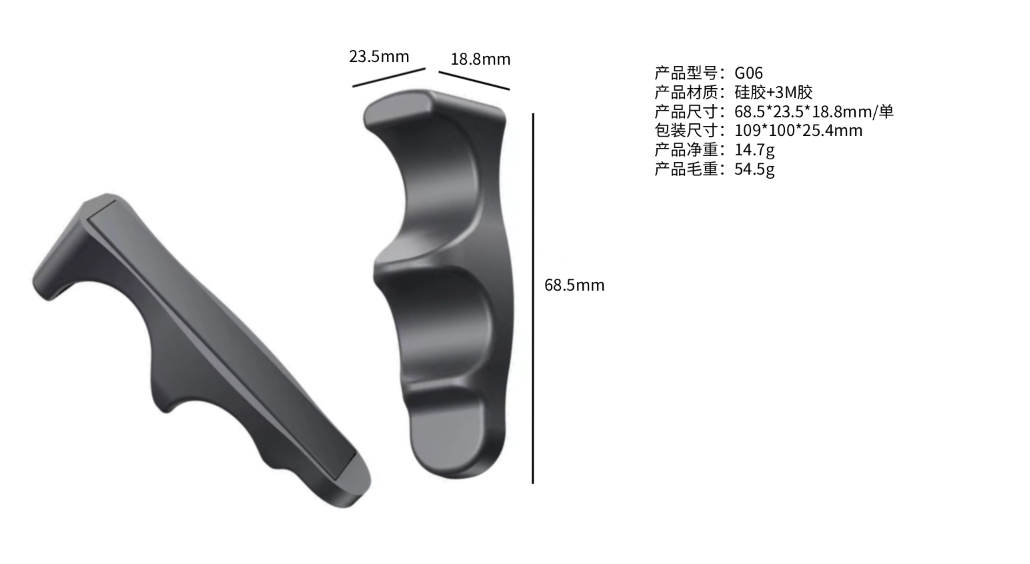 23.5mm
18.8mm
68.5mm
产品型号：G06
产品材质：硅胶+3M胶
产品尺寸：68.5*23.5*18.8mm/单
包装尺寸：109*100*25.4mm
产品净重：14.7g
产品毛重：54.5g